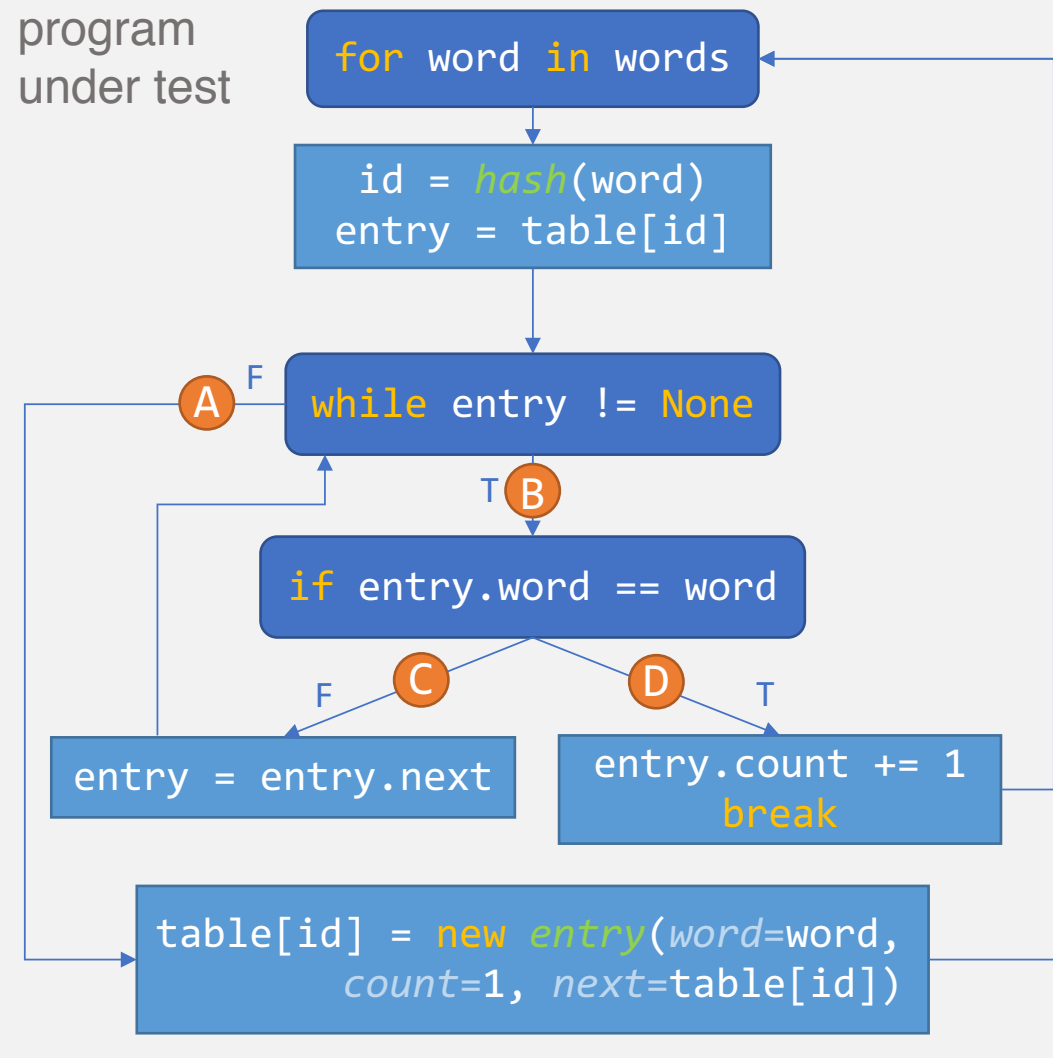 program
under test
for word in words
id = hash(word)
entry = table[id]
F
A
while entry != None
T
B
if entry.word == word
C
D
F
T
entry = entry.next
entry.count += 1
break
table[id] = new entry(word=word,
count=1, next=table[id])